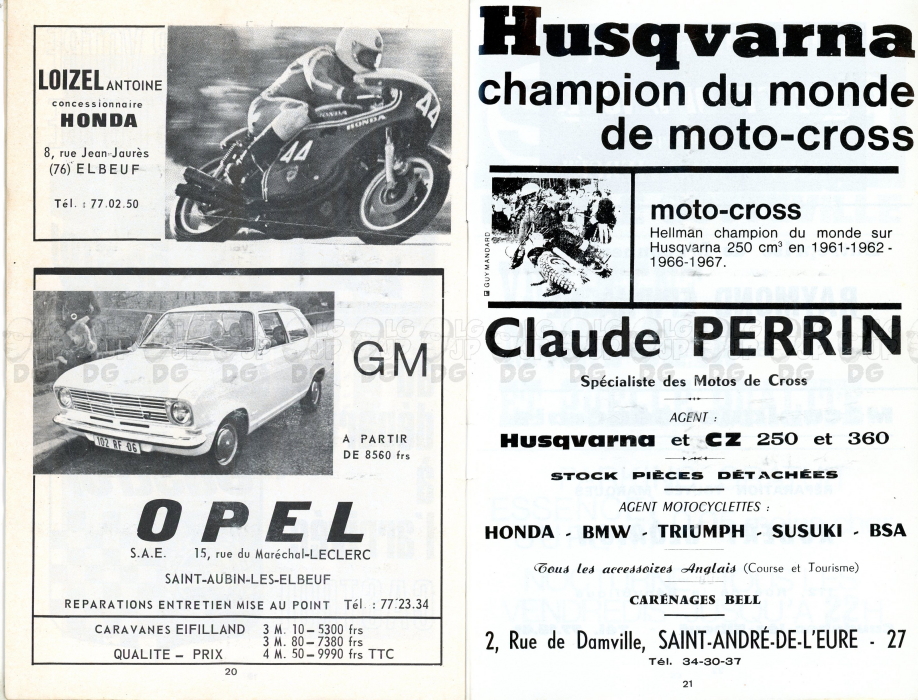 LOIZEL ANTOINE
concessionnaire
HONDA
8, rue Jean-Jaurès
(76) ELBEUF
Tél. : 77.02.50
HONDA
HONDA
44
44
GM
102 RF 06
A PARTIR
DE 8560 frs
OPEL
S.A.E. 15, rue du Maréchal-LECLERC
SAINT-AUBIN-LES-ELBEUF
REPARATIONS ENTRETIEN MISE AU POINT Tél. : 77.23.34
CARAVANES EIFILLAND 3 M. 10 – 5300 frs
3 M. 80 – 7380 frs
QUALITE – PRIX 4 M. 50 – 9990 frs TTC
20
Husqvarna
champion du monde
de moto-cross
GUY MANDARD
moto-cross
Hellman champion du monde sur
Husqvarna 250 cm³ en 1961-1962-
1966-1967.
Claude PERRIN
Spécialiste des Motos de Cross
AGENT :
Husqvarna et CZ 250 et 360
STOCK PIÈCES DÉTACHÉES
AGENT MOTOCYCLETTES :
HONDA - BMW TRIUMPH - SUSUKI - BSA
Tous les accessoires Anglais (Course et Tourisme)
CARÉNAGES BELL
2, Rue de Damville, SAINT-ANDRÉ-DE-L'EURE - 27
Tél. 34-30-37
21